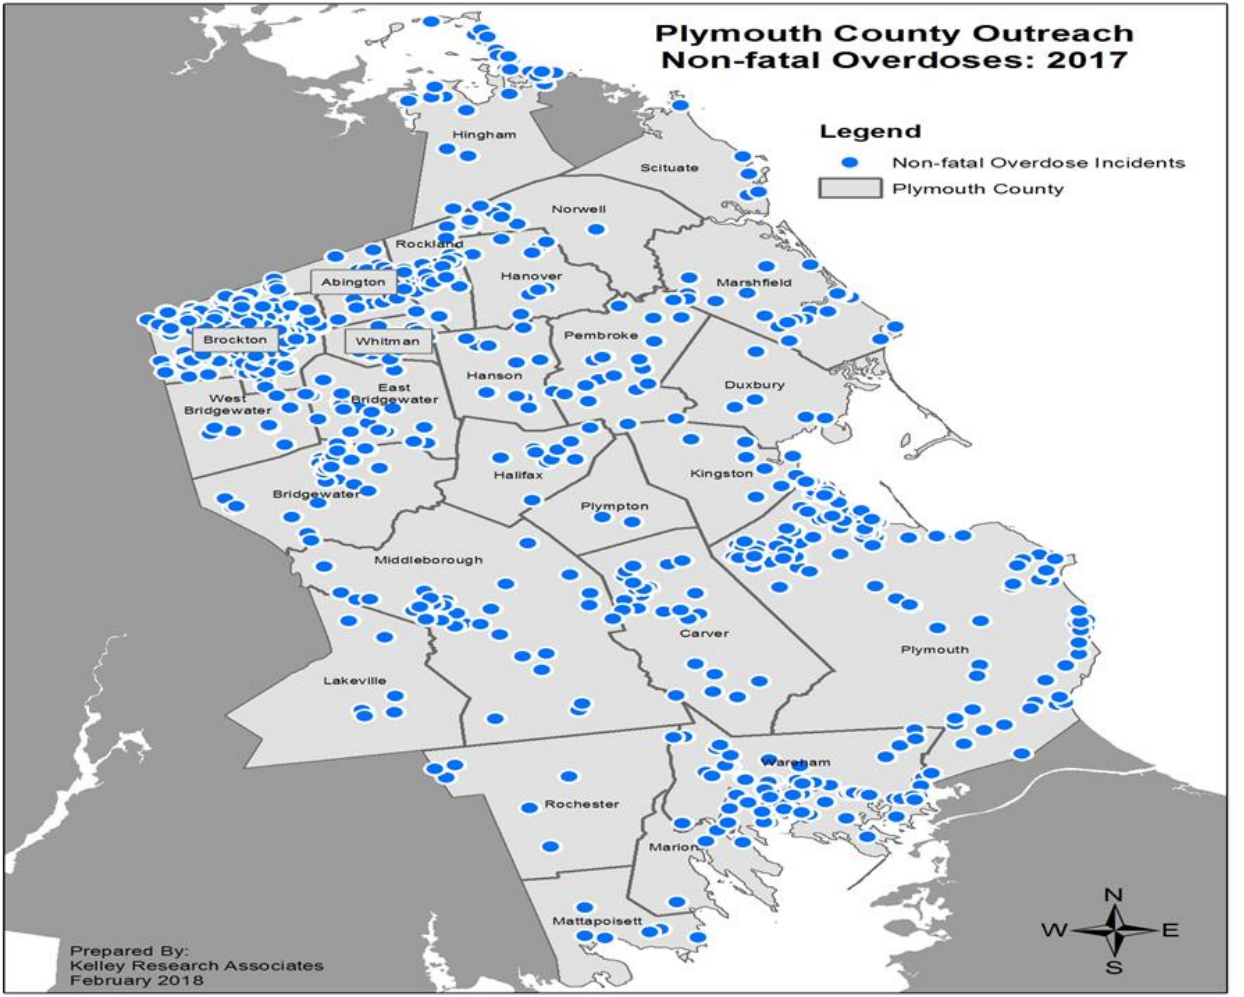 Plymouth County Outreach
Non-fatal Overdoses: 2017
Legend
Non-fatal Overdose Incidents
Plymouth County
Hingham
Scituate
Norwell
Rockland
Abington
Hanover
Marshfield
Brockton
Whitman
Pembroke
Hanson
Duxbury
West
Bridgewater
East
Bridgewater
Halifax
Kingston
Bridgewater
Plympton
Middleborough
Carver
Plymouth
Lakeville
Wareham
Rochester
Marion
Mattapoisett
N
W
E
S
Prepared By:
Kelley Research Associates
February 2018